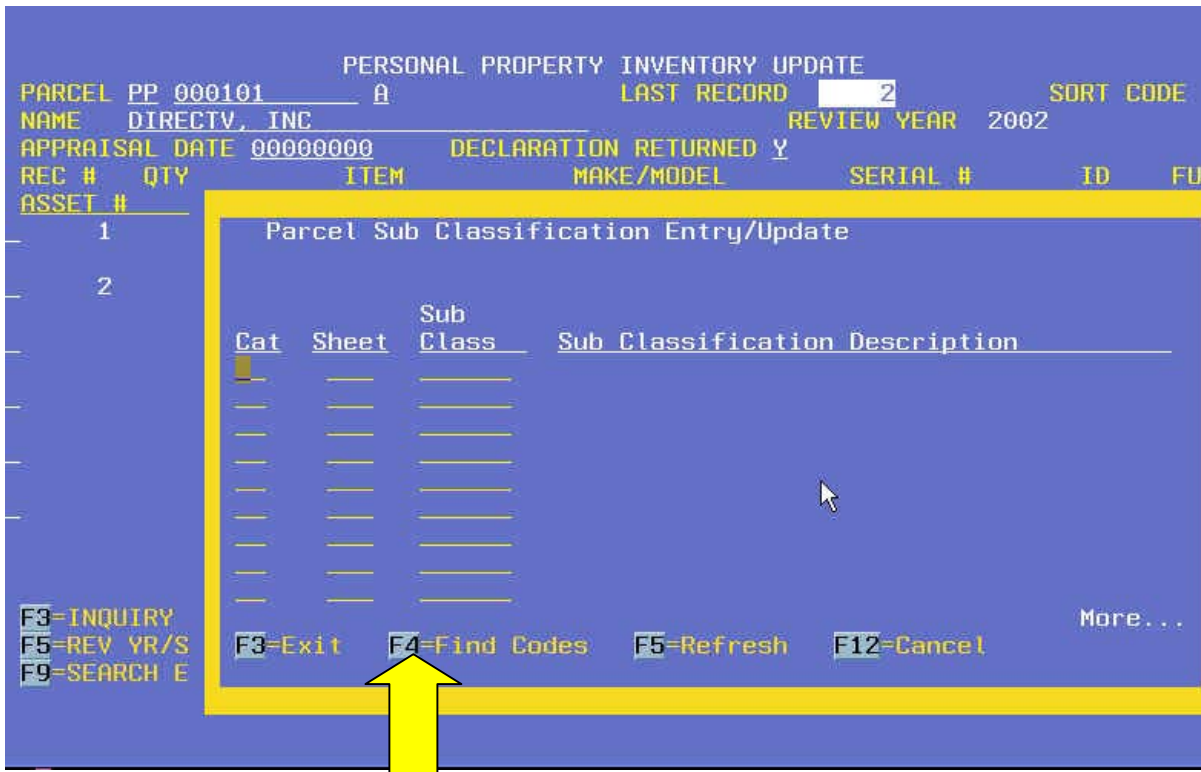 PERSONAL PROPERTY INVENTORY UPDATE
PARCEL PP 000101 A LAST RECORD 2 SORT CODE
NAME DIRECTV, INC REVIEW YEAR 2002
APPRAISAL DATE 00000000 DECLARATION RETURNED Y
REC # QTY ITEM MAKE/MODEL SERIAL # ID FU
ASSET #
1 Parcel Sub Classification Entry/Update
2
Sub
Cat Sheet Class Sub Classification Description
F3=INQUIRY More...
F5=REV YR/S F3=Exit F4=Find Codes F5=Refresh F12=Cancel
F9=SEARCH E